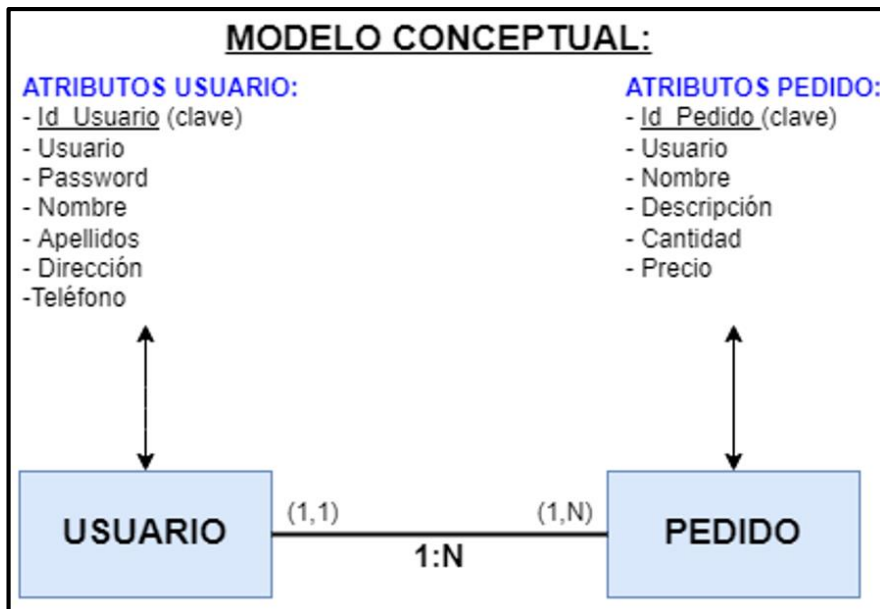 MODELO CONCEPTUAL:
ATRIBUTOS USUARIO:
- Id_Usuario (clave)
- Usuario
- Password
- Nombre
- Apellidos
- Dirección
-Teléfono
ATRIBUTOS PEDIDO:
- Id_Pedido (clave)
- Usuario
- Nombre
- Descripción
- Cantidad
- Precio
USUARIO
(1,1)
1:N
(1,N)
PEDIDO